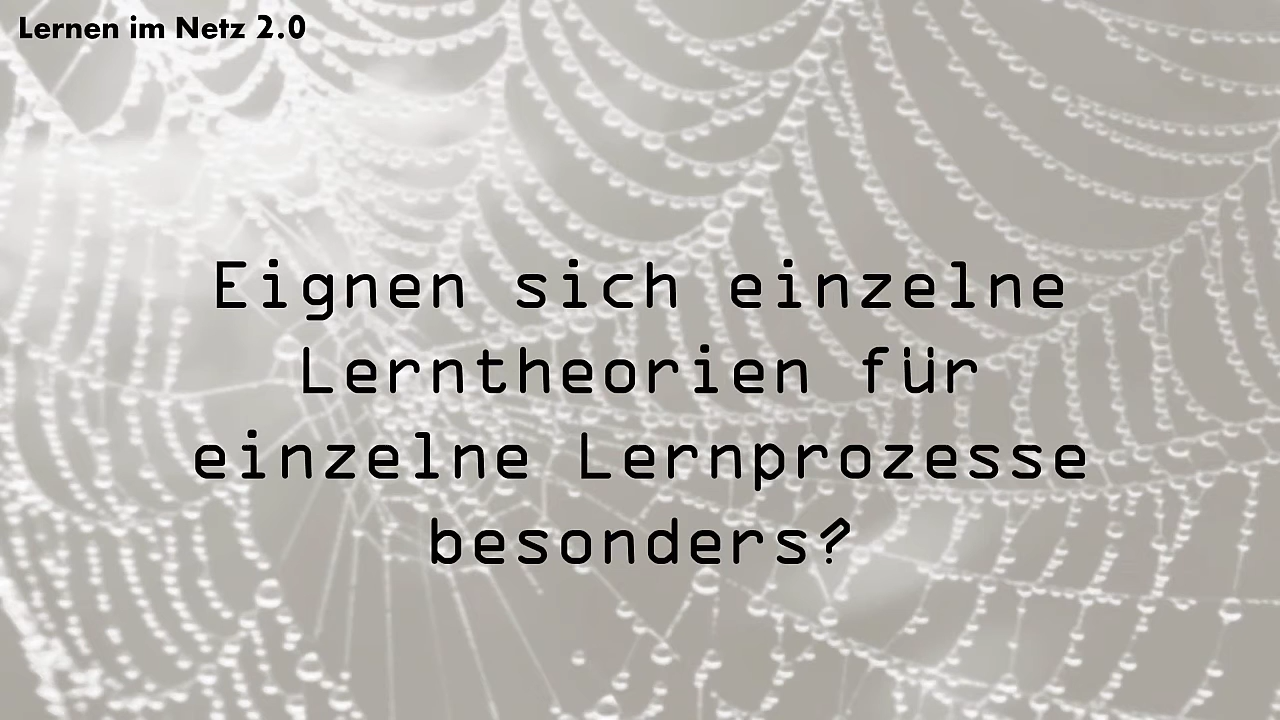 Lernen im Netz 2.0
Eignen sich einzelne
Lerntheorien für
einzelne Lernprozesse
besonders?